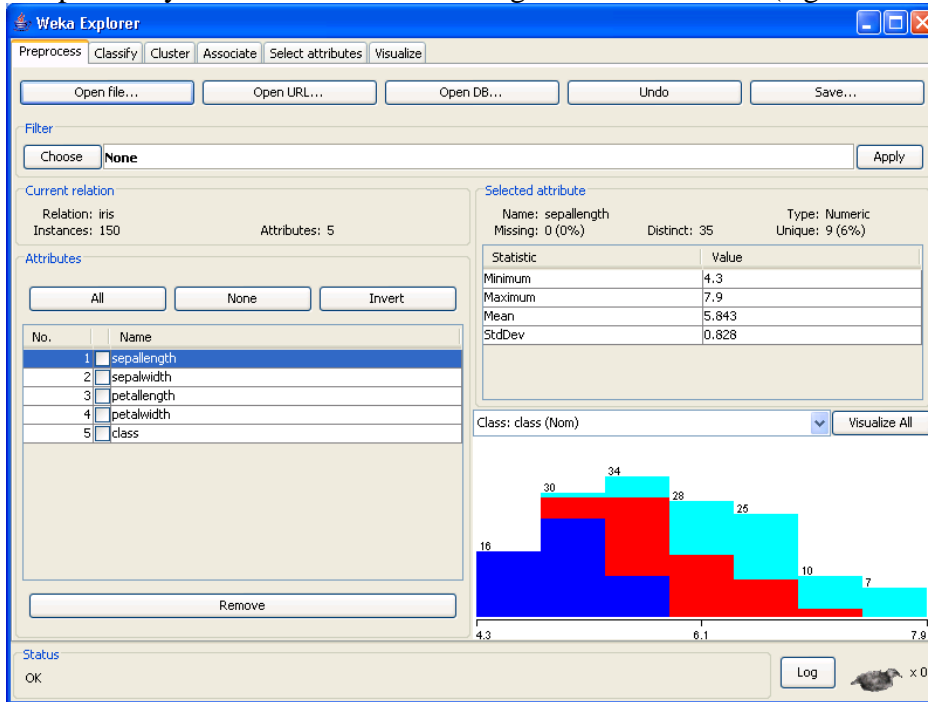 Weka Explorer
Preprocess Classify Cluster Associate Select attributes Visualize
Open file... Open URL... Open DB... Undo Save...
Filter
Choose None Apply
Current relation
Relation: iris
Instances: 150 Attributes: 5
Attributes
All None Invert
No. Name
1 sepallength
2 sepalwidth
3 petallength
4 petalwidth
5 class
Remove
Selected attribute
Name: sepallength Type: Numeric
Missing: 0 (0%) Distinct: 35 Unique: 9 (6%)
Statistic Value
Minimum 4.3
Maximum 7.9
Mean 5.843
StdDev 0.828
Class: class (Nom) Visualize All
16 30 34 28 25 10 7
4.3 6.1 7.9
Status
OK Log x 0